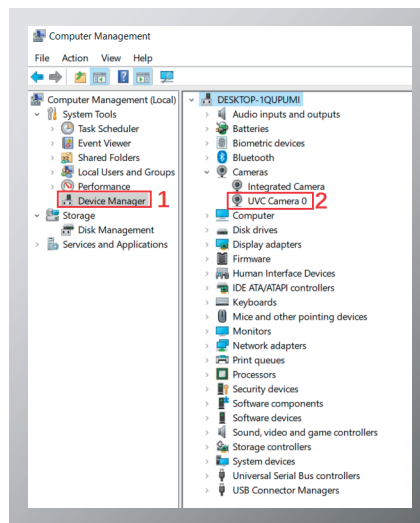 Computer Management
File Action View Help
Computer Management (Local)
System Tools
Task Scheduler
Event Viewer
Shared Folders
Local Users and Groups
Performance
Device Manager 1
Storage
Disk Management
Services and Applications
DESKTOP-1QUPUMI
Audio inputs and outputs
Batteries
Biometric devices
Bluetooth
Cameras
Integrated Camera
UVC Camera 0 2
Computer
Disk drives
Display adapters
Firmware
Human Interface Devices
IDE ATA/ATAPI controllers
Keyboards
Mice and other pointing devices
Monitors
Network adapters
Print queues
Processors
Security devices
Software components
Software devices
Sound, video and game controllers
Storage controllers
System devices
Universal Serial Bus controllers
USB Connector Managers